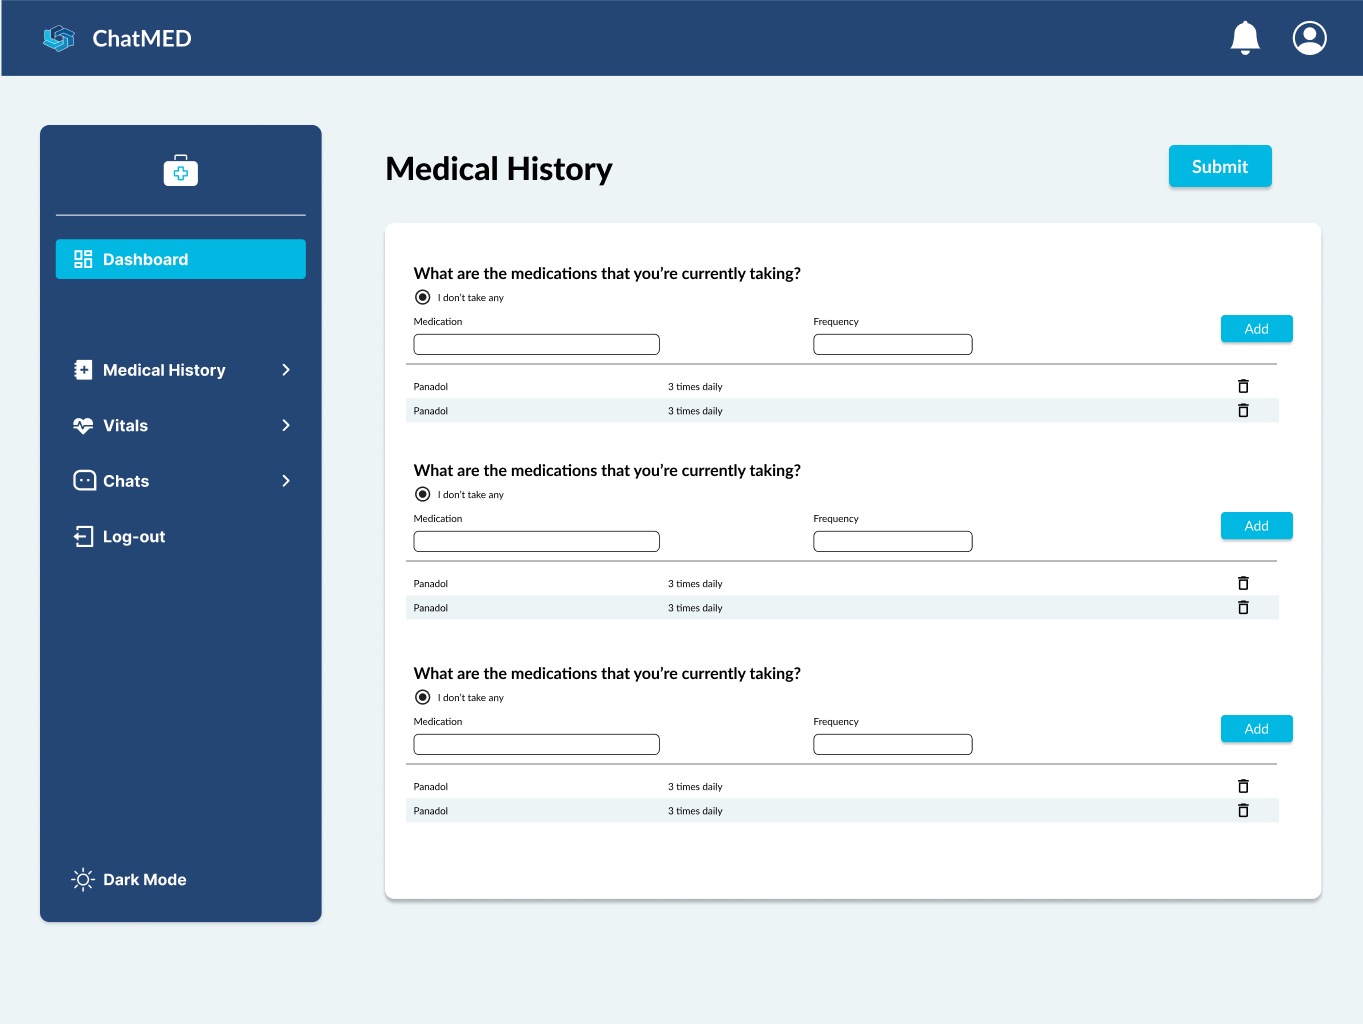 ChatMED
Dashboard
Medical History
Vitals
Chats
Log-out
Dark Mode
Medical History
Submit
What are the medications that you're currently taking?
I don't take any
Medication Frequency Add
Panadol 3 times daily
Panadol 3 times daily
What are the medications that you're currently taking?
I don't take any
Medication Frequency Add
Panadol 3 times daily
Panadol 3 times daily
What are the medications that you're currently taking?
I don't take any
Medication Frequency Add
Panadol 3 times daily
Panadol 3 times daily